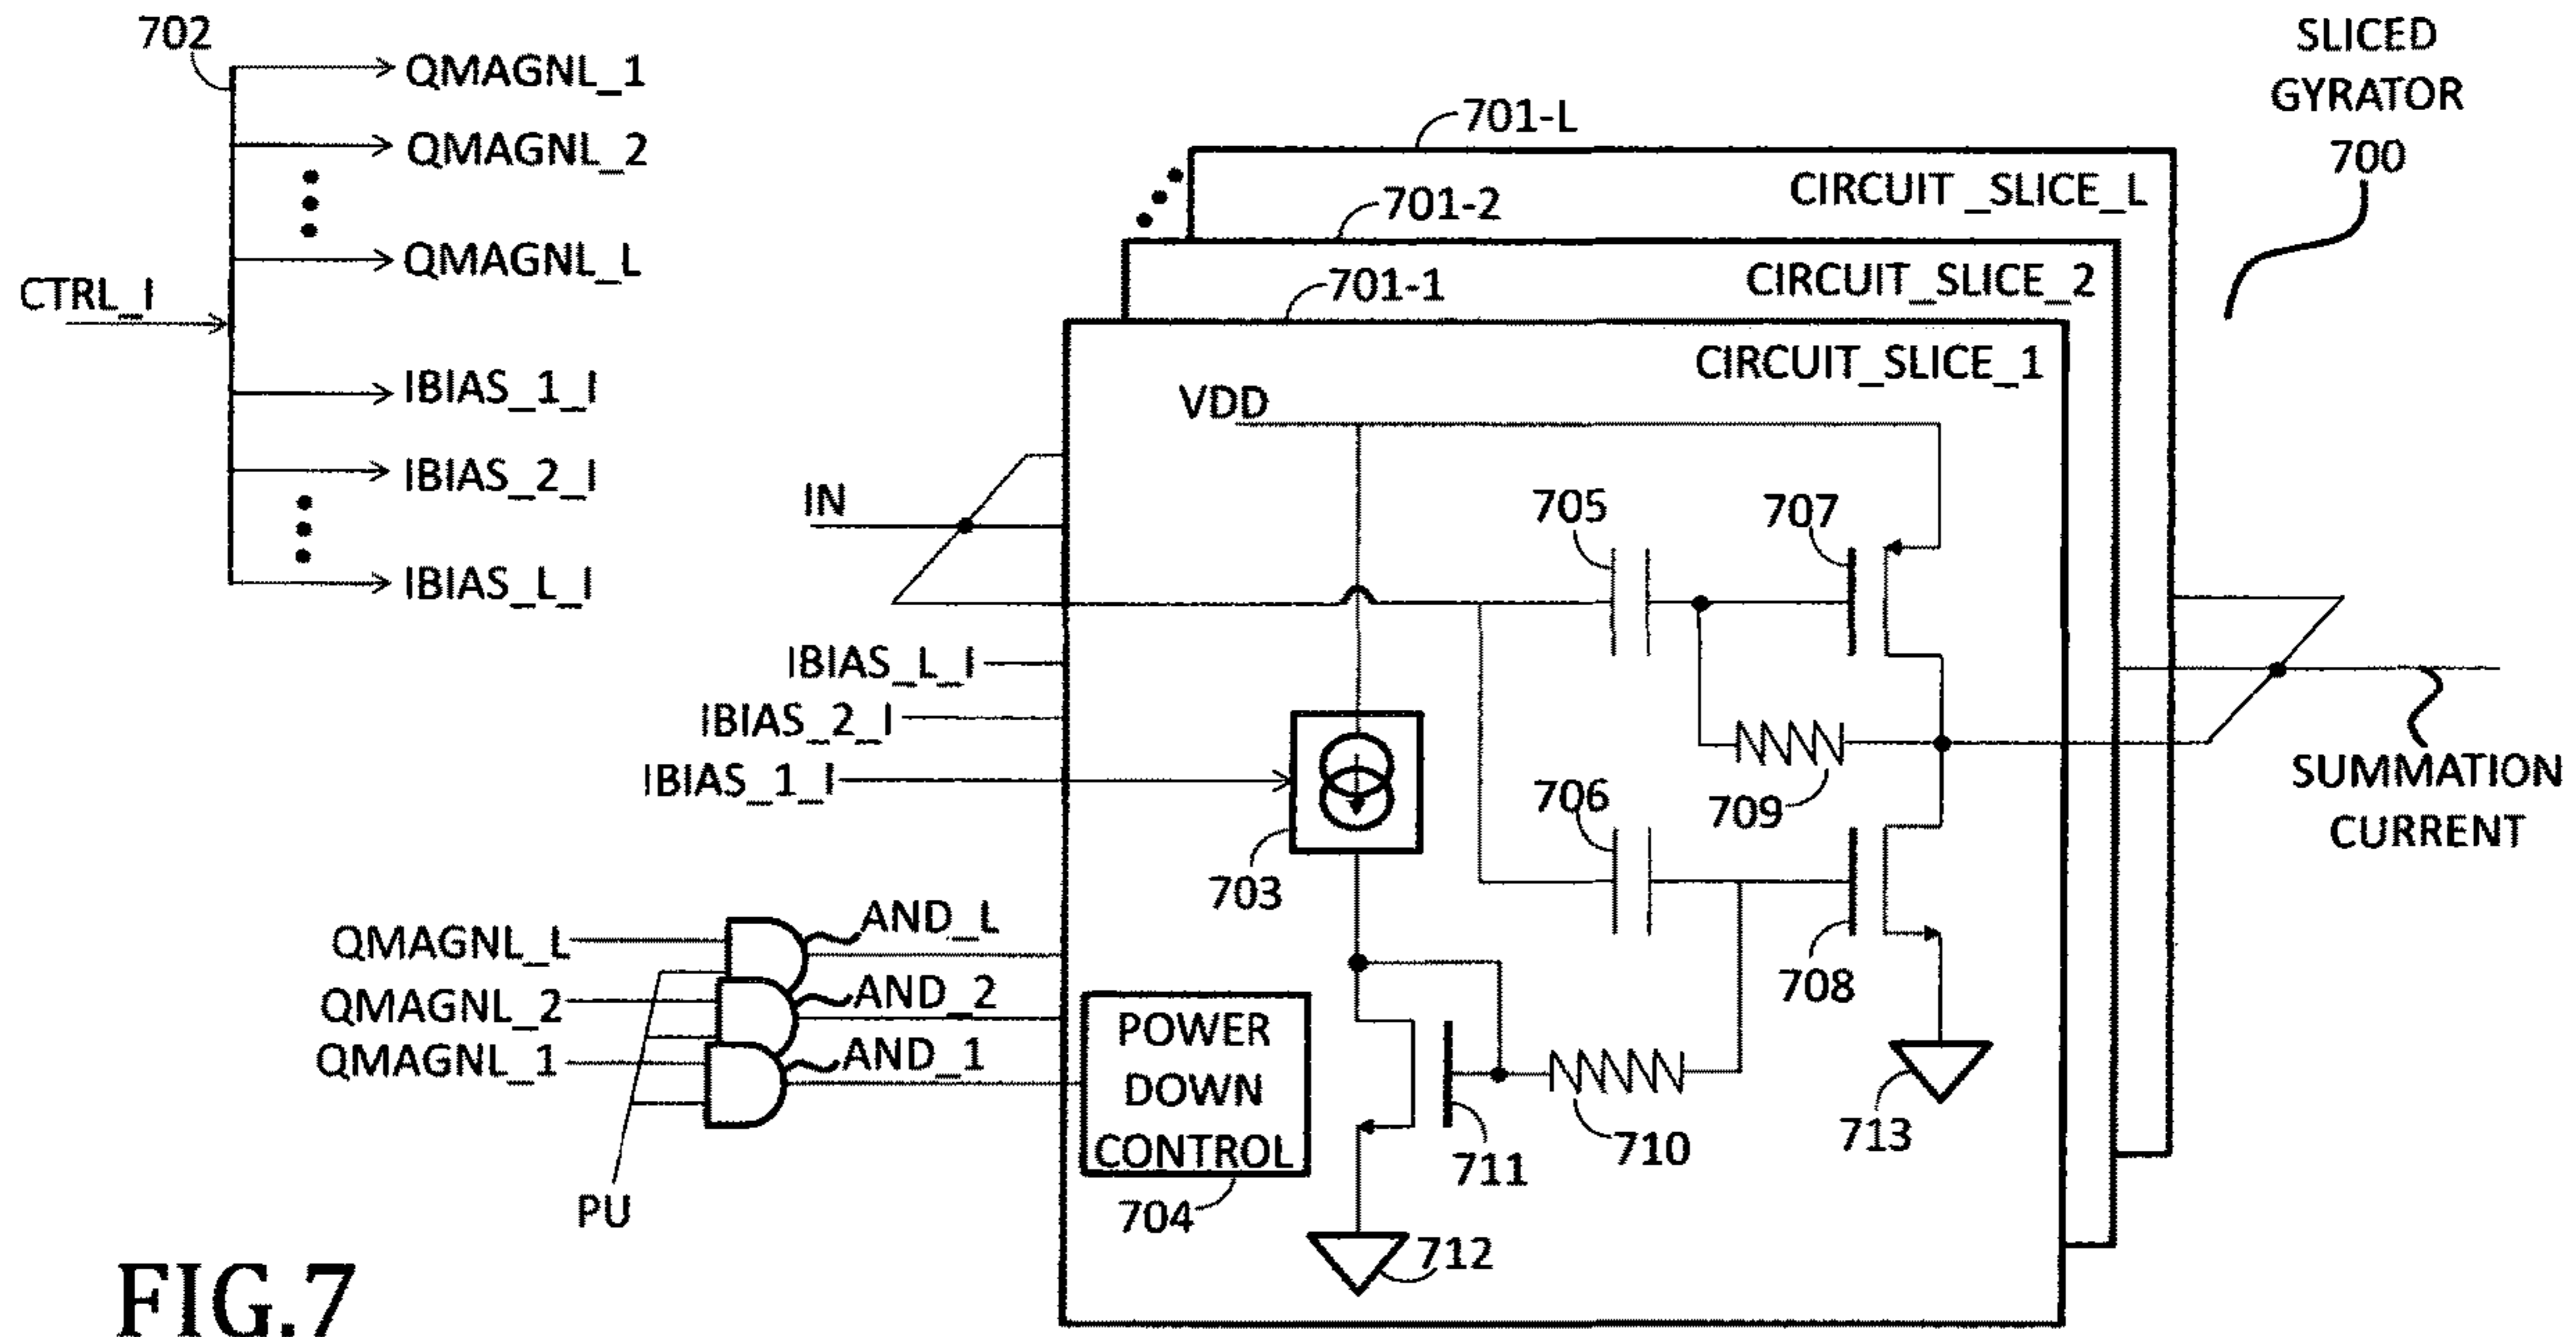 702
QMAGNL_1
QMAGNL_2
QMAGNL_L
CTRL_I
IBIAS_1_I
IBIAS_2_I
IBIAS_L_I
SLICED
GYRATOR
700
701-L
CIRCUIT _SLICE_L
701-2
CIRCUIT_SLICE_2
701-1
CIRCUIT_SLICE_1
VDD
IN
705
707
IBIAS_L_I
IBIAS_2_I
IBIAS_1_I
703
706
709
708
SUMMATION
CURRENT
QMAGNL_L
AND_L
QMAGNL_2
AND_2
QMAGNL_1
AND_1
PU
POWER
DOWN
CONTROL
704
711
710
713
712
FIG.7